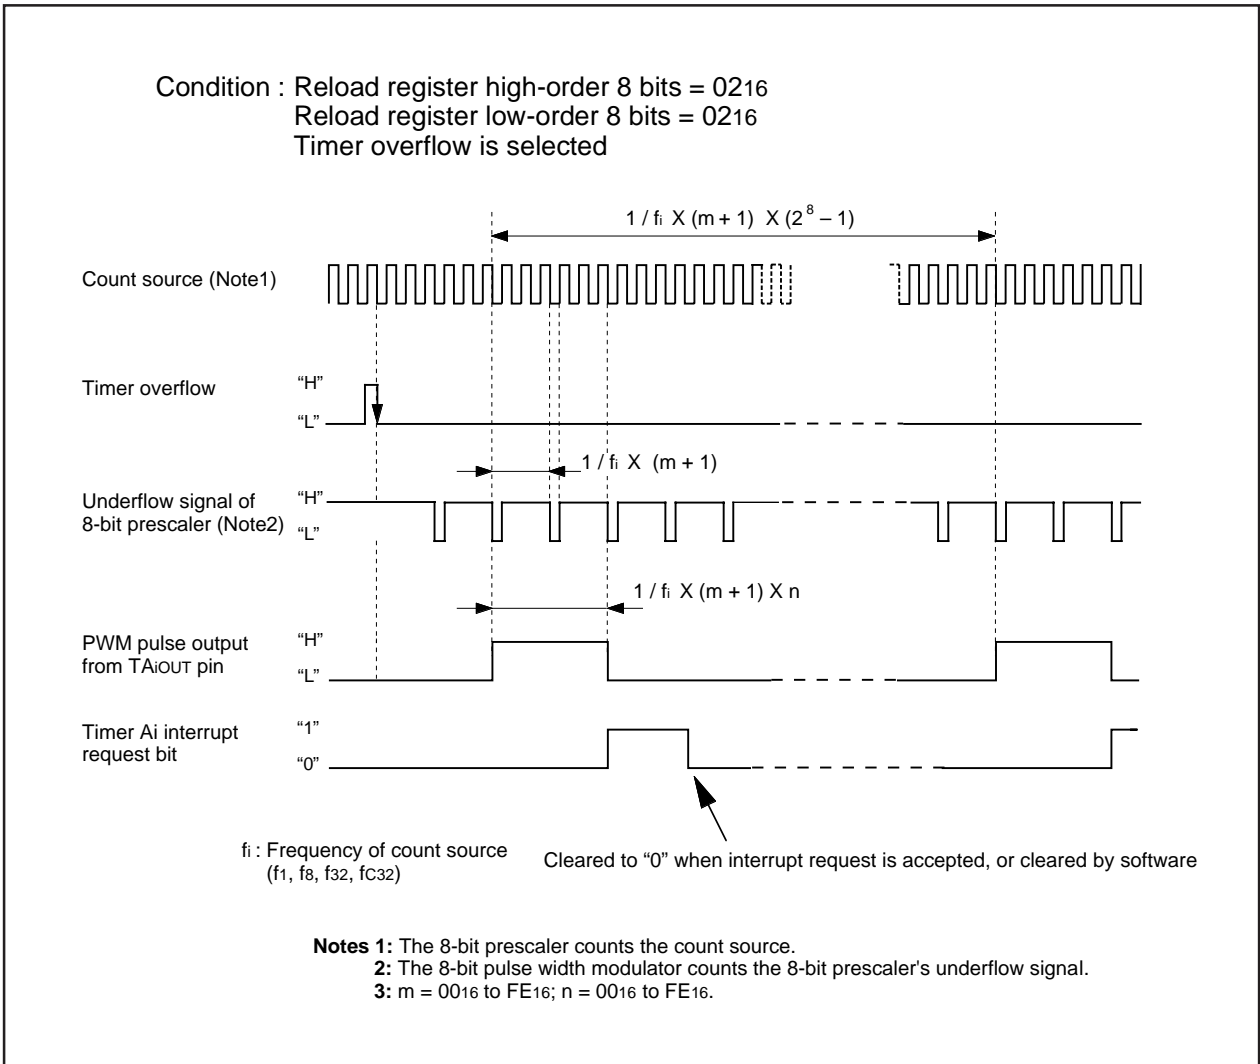 Condition : Reload register high-order 8 bits = 0216
Reload register low-order 8 bits = 0216
Timer overflow is selected
1 / fi X (m + 1) X (2^8 – 1)
Count source (Note1)
Timer overflow
“H”
“L”
1 / fi X (m + 1)
Underflow signal of
8-bit prescaler (Note2)
“H”
“L”
1 / fi X (m + 1) X n
PWM pulse output
from TAiOUT pin
“H”
“L”
Timer Ai interrupt
request bit
“1”
“0”
fi : Frequency of count source
(f1, f8, f32, fC32)
Cleared to “0” when interrupt request is accepted, or cleared by software
Notes 1: The 8-bit prescaler counts the count source.
2: The 8-bit pulse width modulator counts the 8-bit prescaler's underflow signal.
3: m = 0016 to FE16; n = 0016 to FE16.